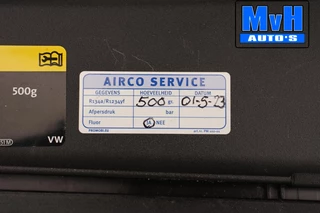 MvH
AUTO'S
500g
VW
AIRCO SERVICE
GEGEVENS HOEVEELHEID DATUM
R134A/R1234YF 500 gr. 01-5-23
Afpersdruk bar
Fluor JA NEE